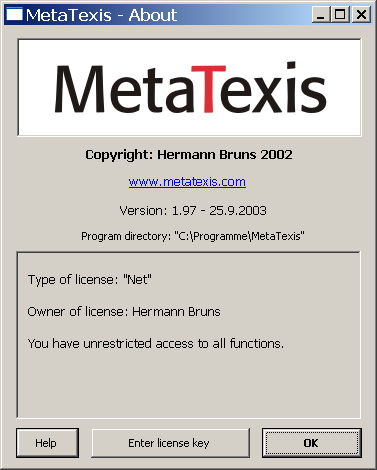 MetaTexis - About
MetaTexis
Copyright: Hermann Bruns 2002
www.metatexis.com
Version: 1.97 - 25.9.2003
Program directory: "C:\Programme\MetaTexis"
Type of license: "Net"
Owner of license: Hermann Bruns
You have unrestricted access to all functions.
Help
Enter license key
OK